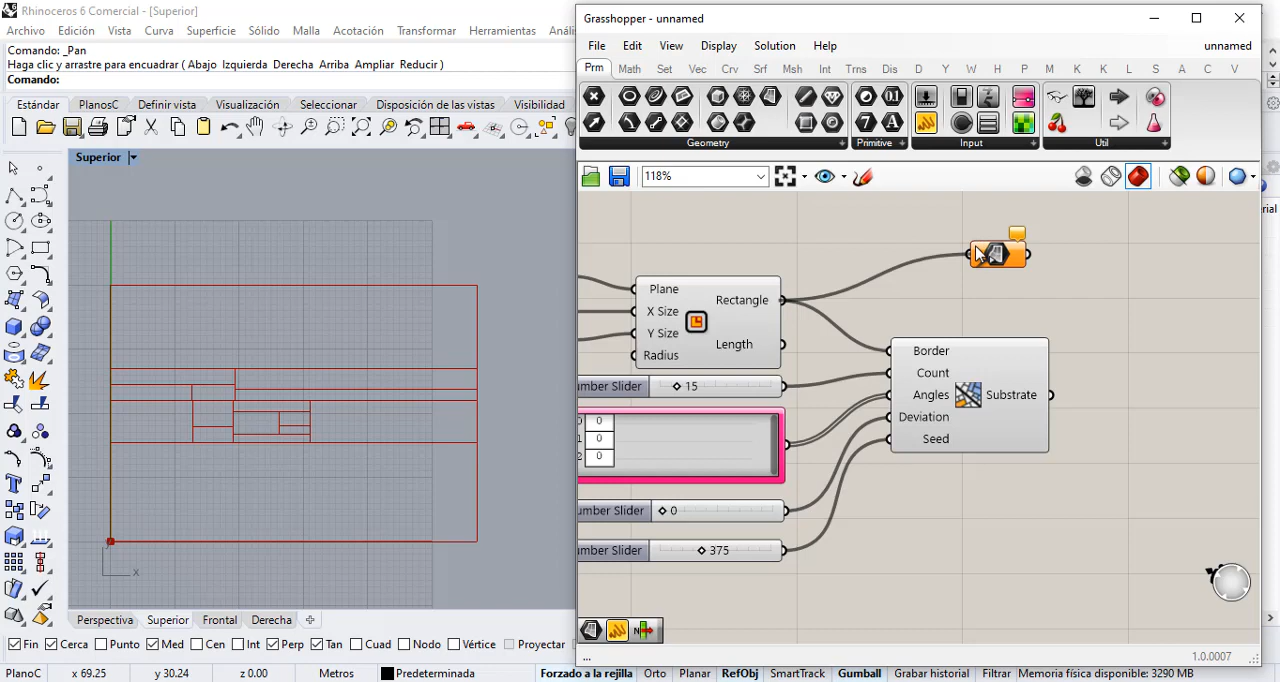 Rhinoceros 6 Comercial - [Superior]
Archivo Edición Vista Curva Superficie Sólido Malla Acotación Transformar Herramientas Anális
Comando: _Pan
Haga clic y arrastre para encuadrar ( Abajo Izquierda Derecha Arriba Ampliar Reducir )
Comando:
Estándar PlanosC Definir vista Visualización Seleccionar Disposición de las vistas Visibilidad
Superior
X
Perspectiva Superior Frontal Derecha
Fin Cerca Punto Med Cen Int Perp Tan Cuad Nodo Vértice Proyectar
PlanoC x 69.25 y 30.24 z 0.00 Metros Predeterminada Forzado a la rejilla Orto Planar RefObj SmartTrack Gumball Grabar historial Filtrar Memoria física disponible: 3290 MB
Grasshopper - unnamed
File Edit View Display Solution Help unnamed
Prm Math Set Vec Crv Srf Msh Int Trns Dis D Y W H P M K K L S A C V
Geometry Primitive Input Util
118%
Plane
X Size
Y Size
Radius
Rectangle
Length
umber Slider 15
0 0
1 0
2 0
umber Slider 0
umber Slider 375
Border
Count
Angles
Deviation
Seed
Substrate
...
1.0.0007
rial